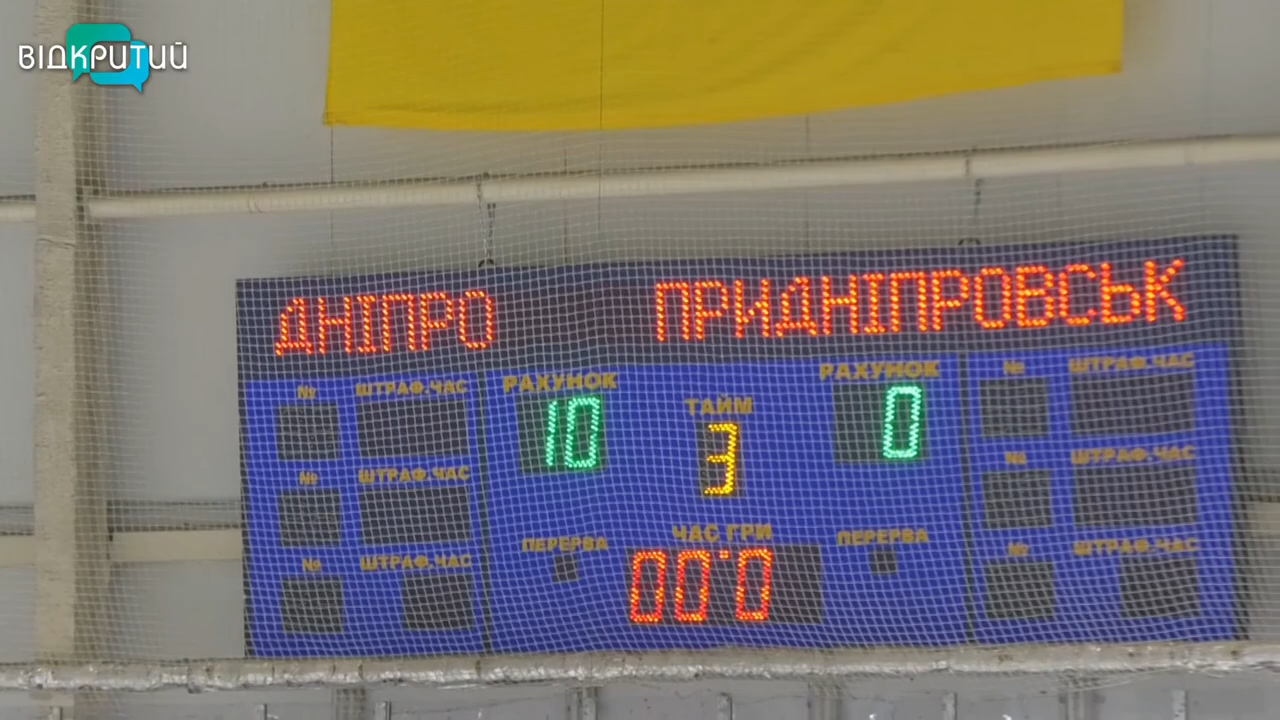 ВІДКРИТИЙ
ДНІПРО ПРИДНІПРОВСЬК
№ ШТРАФ.ЧАС РАХУНОК ТАЙМ РАХУНОК № ШТРАФ.ЧАС
10 3 0
№ ШТРАФ.ЧАС № ШТРАФ.ЧАС
ПЕРЕРВА ЧАС ГРИ ПЕРЕРВА
№ ШТРАФ.ЧАС № ШТРАФ.ЧАС
00:0